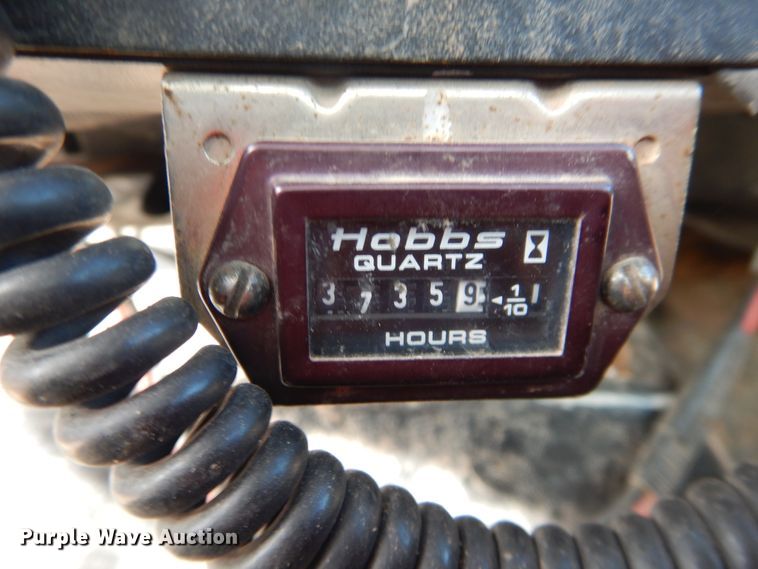 Hobbs
QUARTZ
3 7 3 5 9 ◄ 1/10
HOURS
Purple Wave Auction